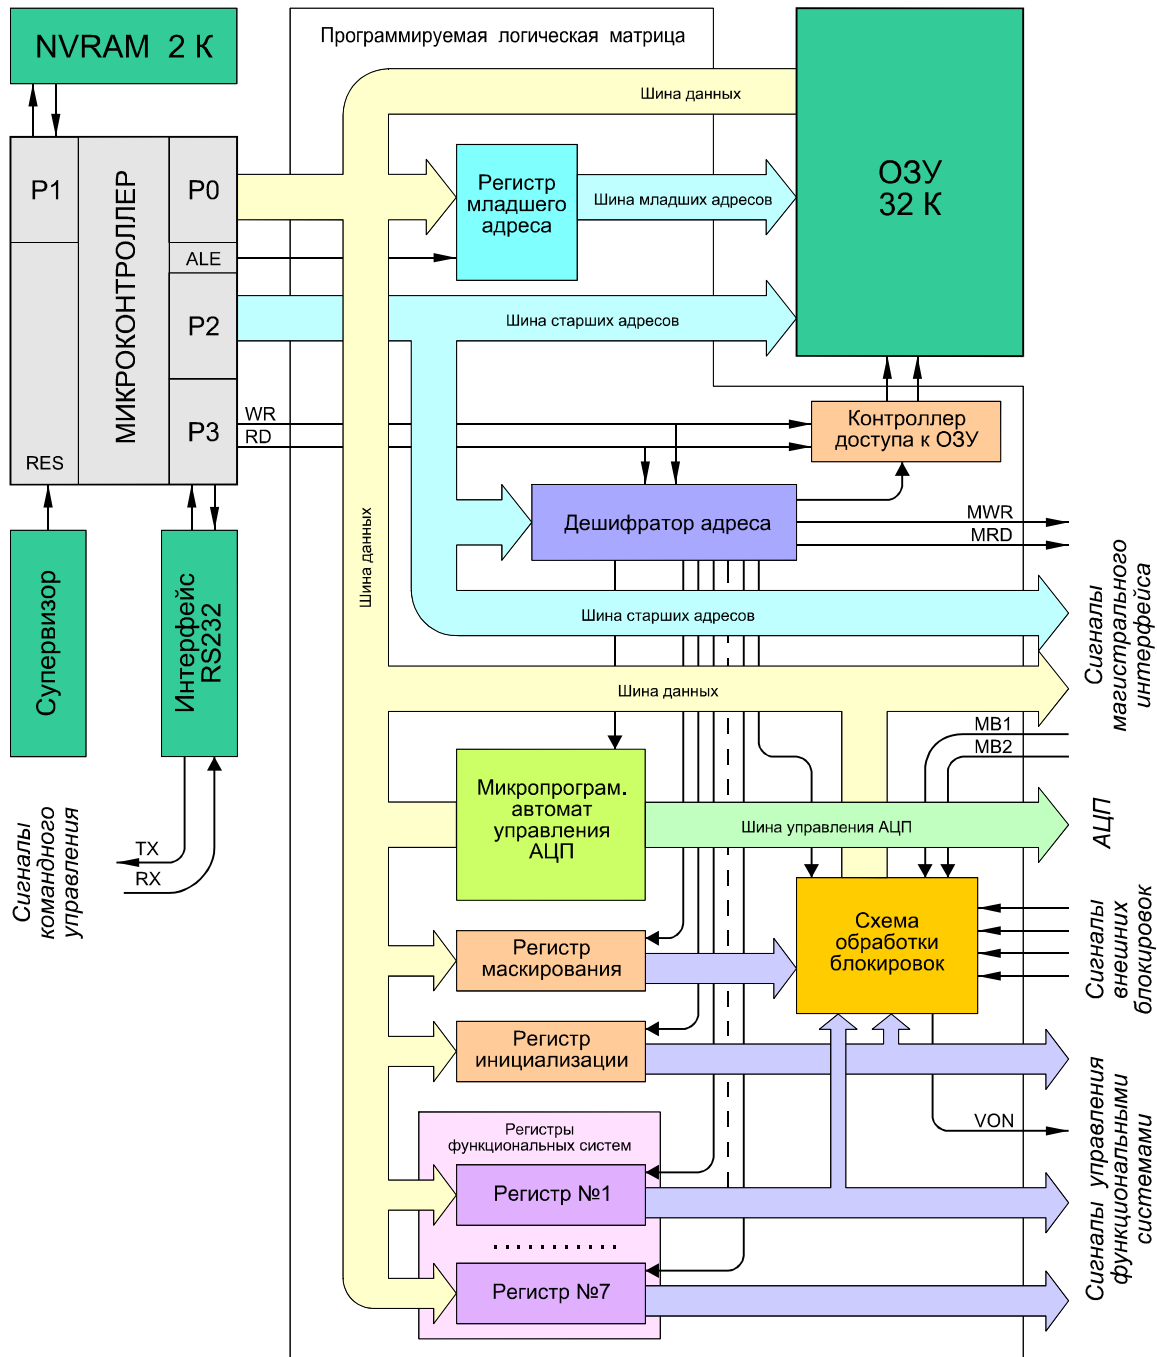 NVRAM 2 K
Программируемая логическая матрица
Шина данных
P1
P0
МИКРОКОНТРОЛЛЕР
ALE
P2
P3
RES
Регистр
младшего
адреса
Шина младших адресов
ОЗУ
32 K
Шина старших адресов
WR
RD
Контроллер
доступа к ОЗУ
Дешифратор адреса
MWR
MRD
Шина данных
Супервизор
Интерфейс
RS232
Шина старших адресов
Сигналы
магистрального
интерфейса
Шина данных
MB1
MB2
Микропрограм.
автомат
управления
АЦП
Шина управления АЦП
АЦП
TX
RX
Сигналы
командного
управления
Схема
обработки
блокировок
Сигналы
внешних
блокировок
Регистр
маскирования
Регистр
инициализации
VON
Сигналы управления
функциональными
системами
Регистры
функциональных систем
Регистр №1
............
Регистр №7